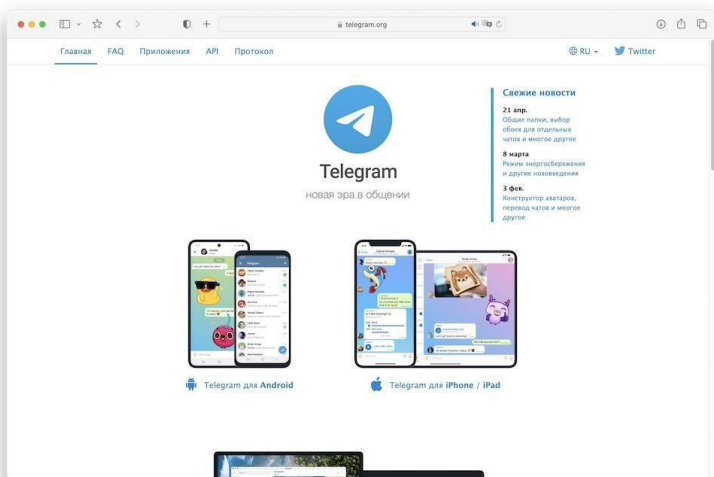 telegram.org
Главная FAQ Приложения API Протокол
RU Twitter
Telegram
новая эра в общении
Свежие новости
21 апр.
Общие папки, выбор
обоев для отдельных
чатов и многое другое
8 марта
Режим энергосбережения
и другие нововведения
3 фев.
Конструктор аватаров,
перевод чатов и многое
другое
Telegram для Android
Telegram для iPhone / iPad